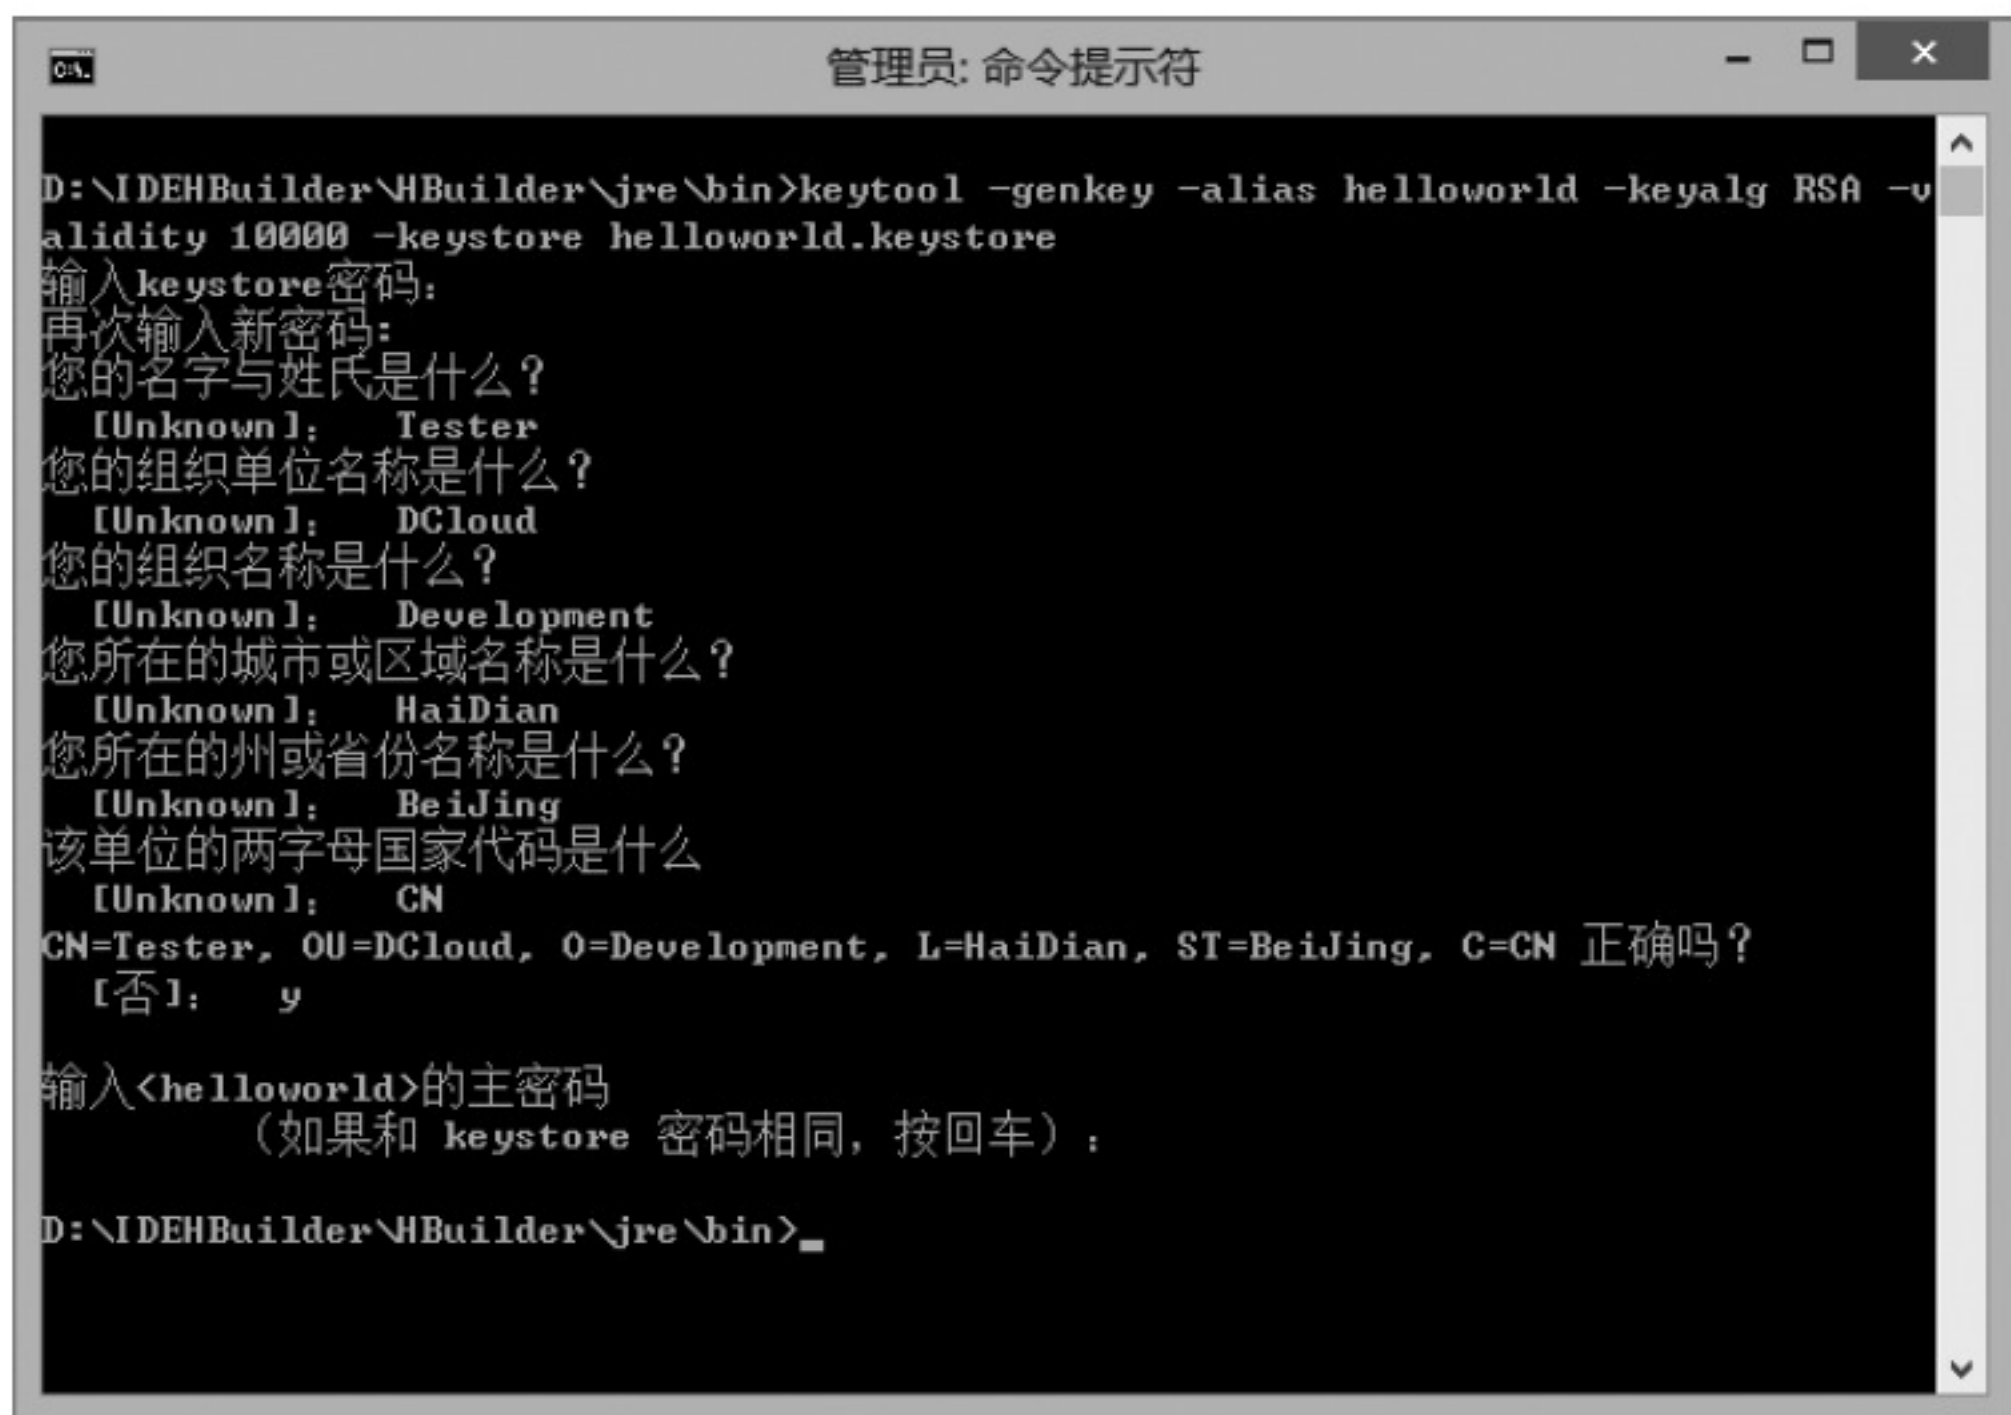 管理员: 命令提示符
D:\IDEHBuilder\HBuilder\jre\bin>keytool -genkey -alias helloworld -keyalg RSA -v
alidity 10000 -keystore helloworld.keystore
输入keystore密码:
再次输入新密码:
您的名字与姓氏是什么?
[Unknown]: Tester
您的组织单位名称是什么?
[Unknown]: DCloud
您的组织名称是什么?
[Unknown]: Development
您所在的城市或区域名称是什么?
[Unknown]: HaiDian
您所在的州或省份名称是什么?
[Unknown]: BeiJing
该单位的两字母国家代码是什么
[Unknown]: CN
CN=Tester, OU=DCloud, O=Development, L=HaiDian, ST=BeiJing, C=CN 正确吗?
[否]: y
输入<helloworld>的主密码
(如果和 keystore 密码相同, 按回车):
D:\IDEHBuilder\HBuilder\jre\bin>_